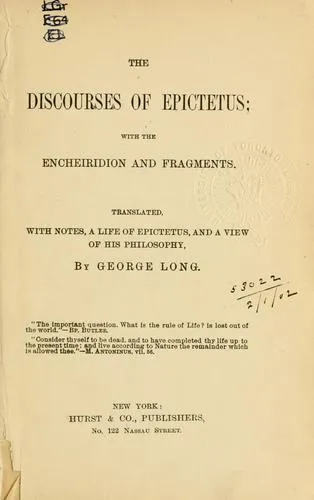 THE
DISCOURSES OF EPICTETUS;
WITH THE
ENCHEIRIDION AND FRAGMENTS.
TRANSLATED,
WITH NOTES, A LIFE OF EPICTETUS, AND A VIEW
OF HIS PHILOSOPHY,
BY GEORGE LONG.
53022
2/1/02
"The important question. What is the rule of Life? is lost out
of the world."—BP. BUTLER.
"Consider thyself to be dead, and to have completed thy life up
to the present time; and live according to Nature the remainder which
is allowed thee."—M. ANTONINUS, vii. 56.
NEW YORK:
HURST & CO., PUBLISHERS,
No. 122 NASSAU STREET.